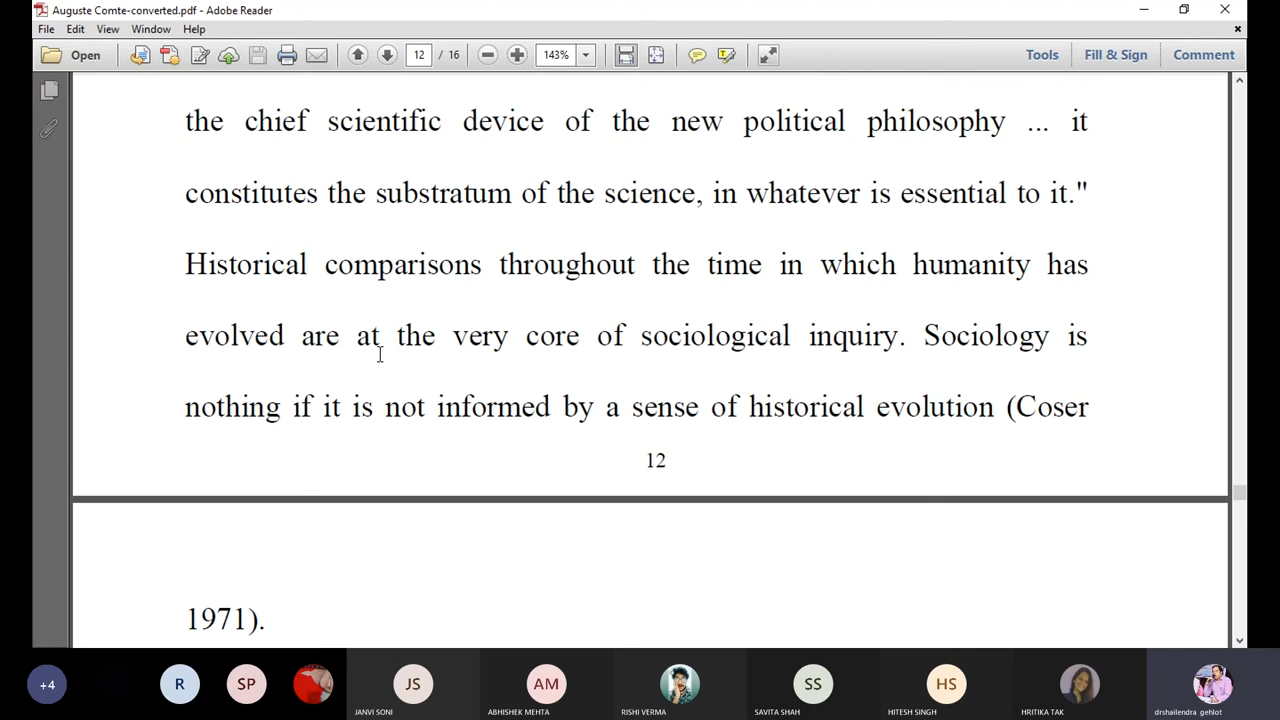 Auguste Comte-converted.pdf - Adobe Reader
File Edit View Window Help
Open 12 / 16 143% Tools Fill & Sign Comment
the chief scientific device of the new political philosophy ... it
constitutes the substratum of the science, in whatever is essential to it."
Historical comparisons throughout the time in which humanity has
evolved are at the very core of sociological inquiry. Sociology is
nothing if it is not informed by a sense of historical evolution (Coser
12
1971).
+4 R SP JS AM SS HS
JANVI SONI ABHISHEK MEHTA RISHI VERMA SAVITA SHAH HITESH SINGH HRITIKA TAK drshailendra gehlot